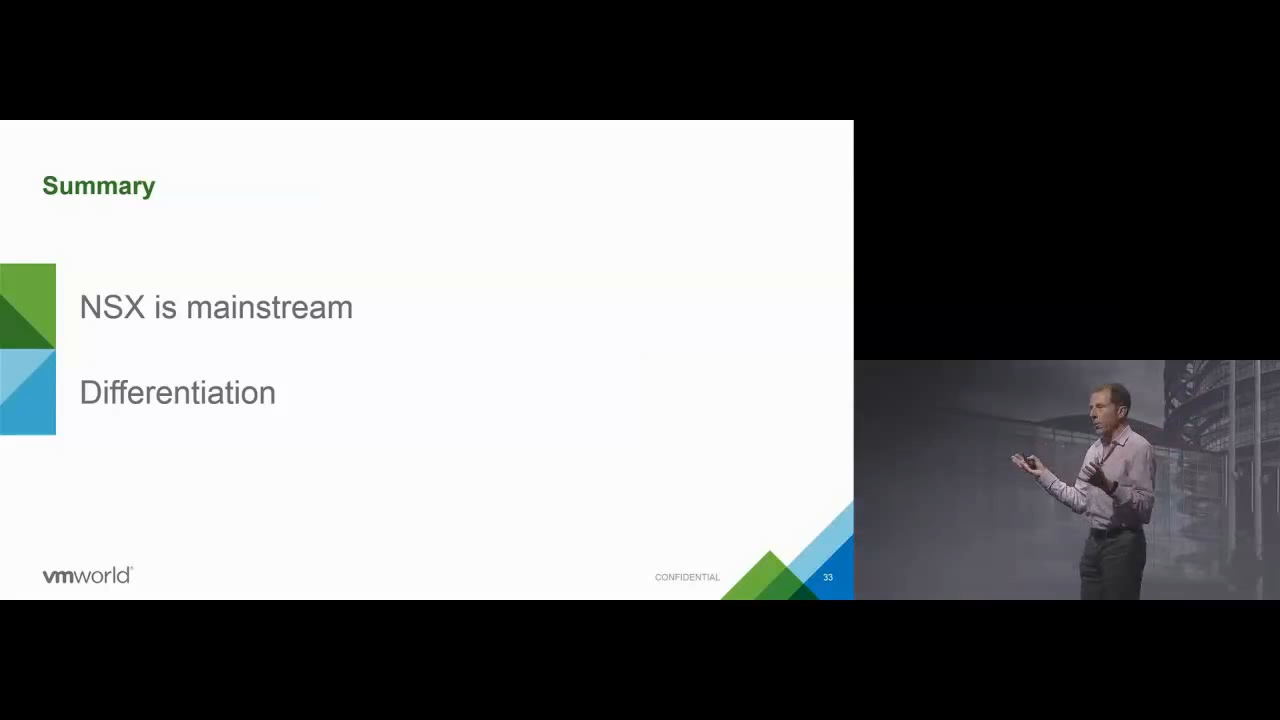 Summary
NSX is mainstream
Differentiation
vmworld
CONFIDENTIAL
33